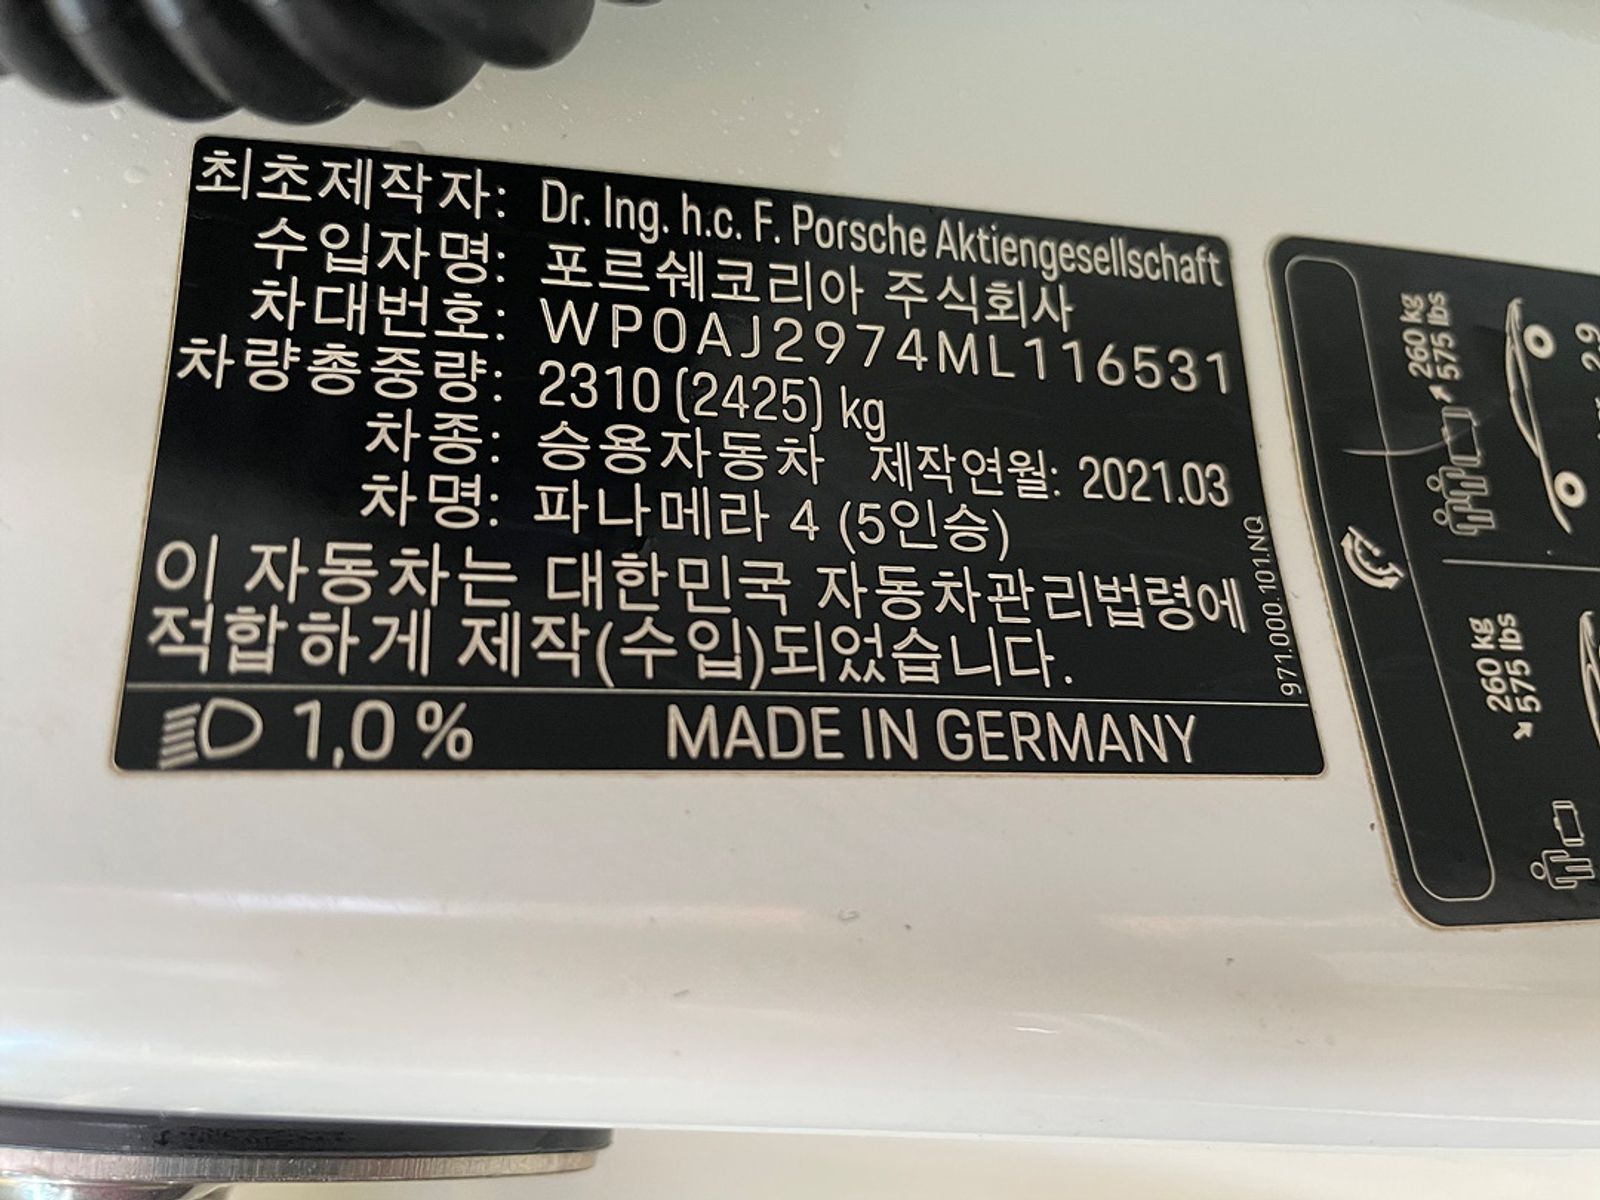 최초제작자: Dr. Ing. h.c. F. Porsche Aktiengesellschaft
수입자명: 포르쉐코리아 주식회사
차대번호: WP0AJ2974ML116531
차량총중량: 2310 (2425) kg
차종: 승용자동차 제작연월: 2021.03
차명: 파나메라 4 (5인승)
이 자동차는 대한민국 자동차관리법령에
적합하게 제작(수입)되었습니다.
1,0 % MADE IN GERMANY
971.000.101.NQ
260 kg
575 lbs
2,9
260 kg
575 lbs